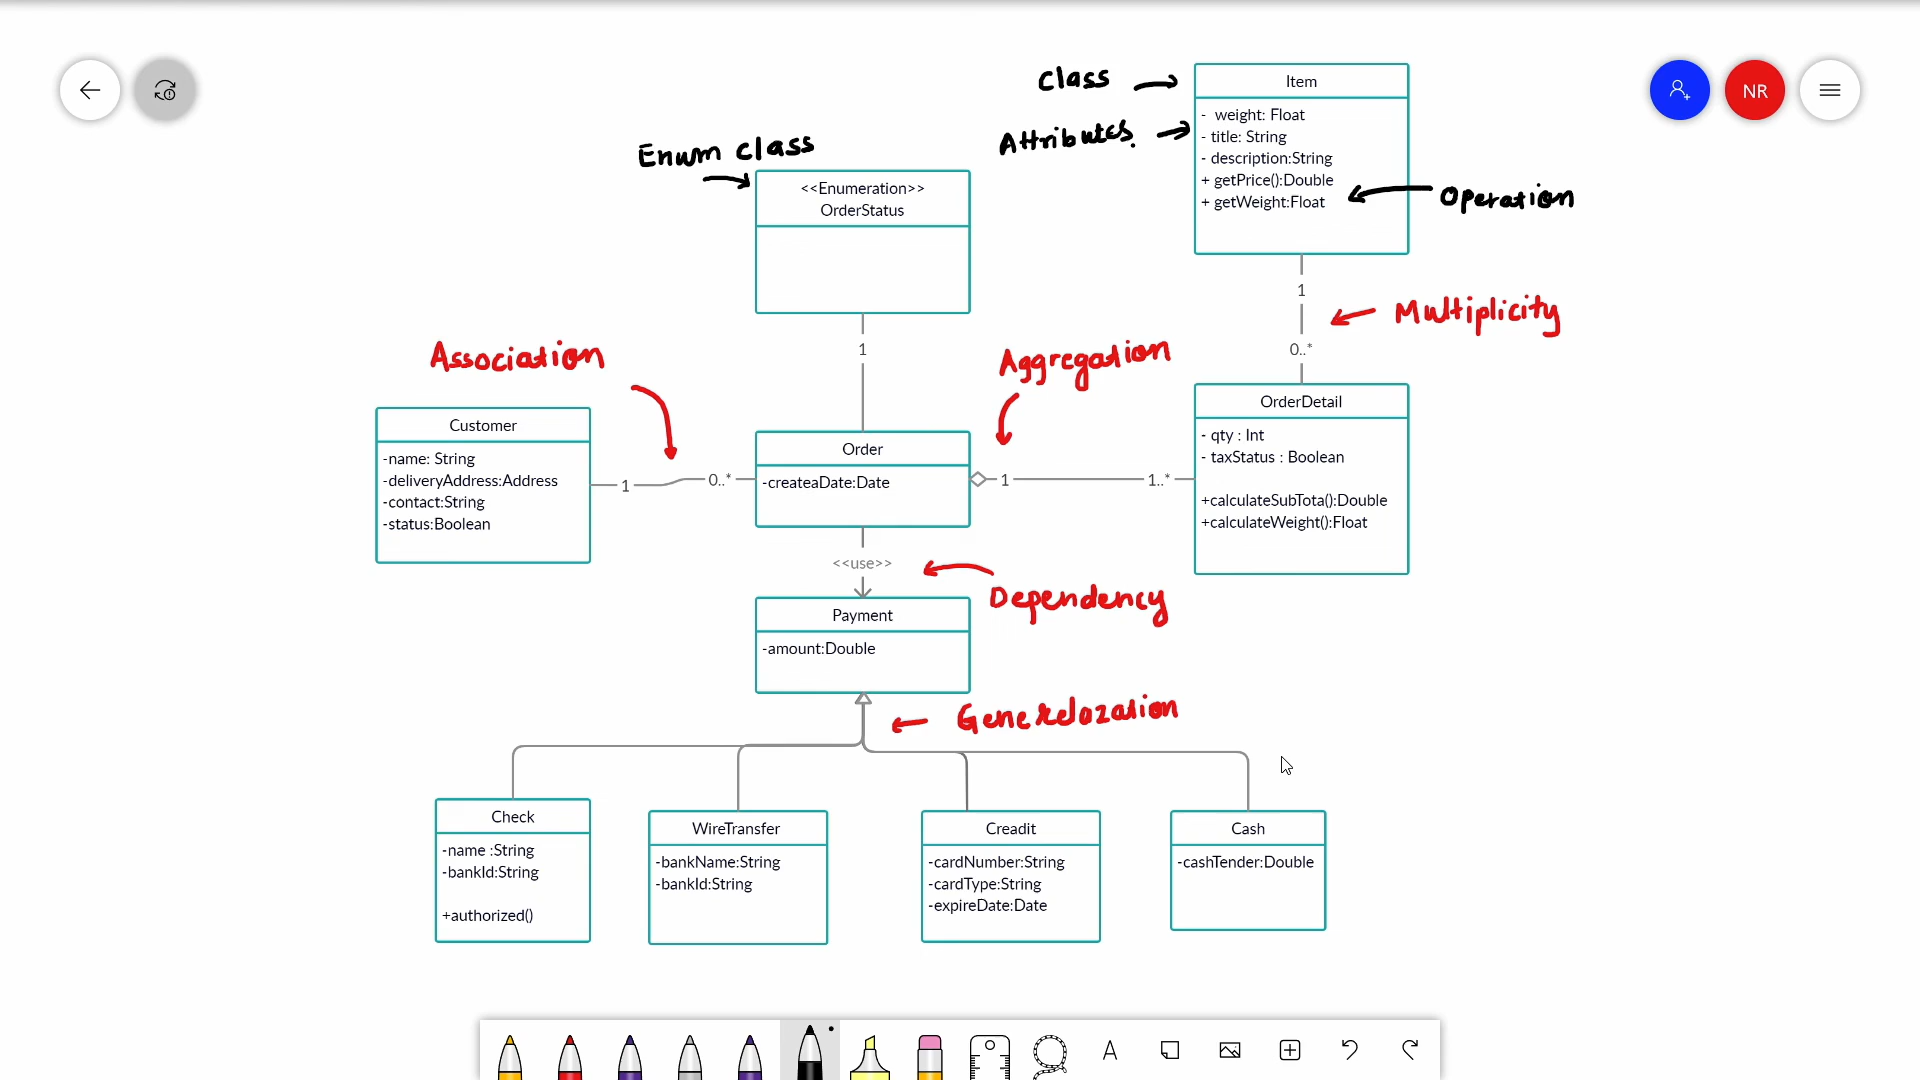 Class
Item
NR
Attributes.
- weight: Float
- title: String
- description:String
+ getPrice():Double
+ getWeight:Float
Operation
Enum class
<<Enumeration>>
OrderStatus
1
Multiplicity
0..*
1
Association
Aggregation
OrderDetail
- qty : Int
- taxStatus : Boolean
+calculateSubTota():Double
+calculateWeight():Float
Customer
-name: String
-deliveryAddress:Address
-contact:String
-status:Boolean
1
0..*
Order
-createaDate:Date
1
1..*
<<use>>
Dependency
Payment
-amount:Double
Generelazation
Check
-name :String
-bankId:String
+authorized()
WireTransfer
-bankName:String
-bankId:String
Creadit
-cardNumber:String
-cardType:String
-expireDate:Date
Cash
-cashTender:Double
A